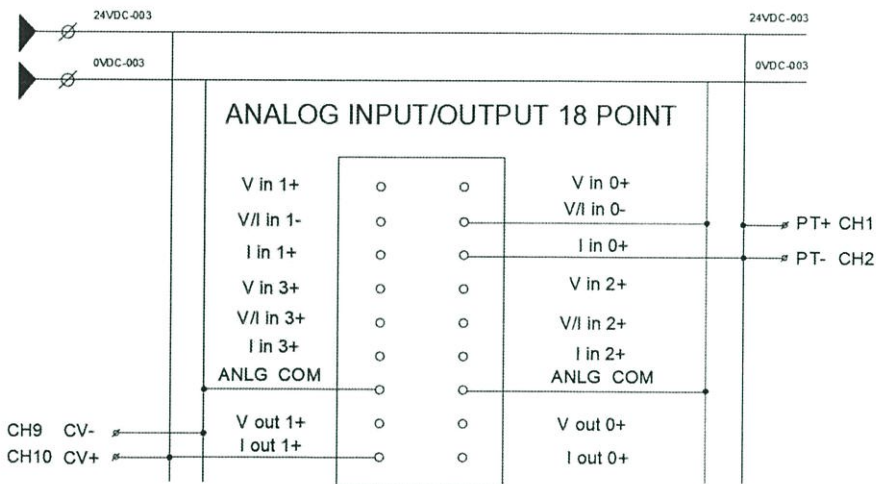 24VDC-003 24VDC-003
0VDC-003 0VDC-003
ANALOG INPUT/OUTPUT 18 POINT
V in 1+ V in 0+
V/I in 1- V/I in 0-
PT+ CH1
I in 1+ I in 0+
PT- CH2
V in 3+ V in 2+
V/I in 3+ V/I in 2+
I in 3+ I in 2+
ANLG COM ANLG COM
V out 1+ V out 0+
CH9 CV-
I out 1+ I out 0+
CH10 CV+